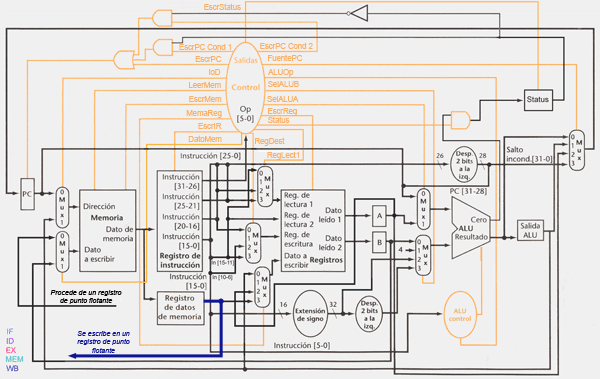 EscrStatus
EscrPC Cond 1
EscrPC Cond 2
EscrPC
Salidas
FuentePC
IoD
ALUOp
LeerMem
Control
SelALUB
EscrMem
Op
SelALUA
MemaReg
[5-0]
EscrReg
Status
Status
EscrIR
DatoMem
RegDest
RegLect1
Instrucción [25-0]
26
Desp.
2 bits
a la
izq.
28
Salto
incond.[31-0]
0
1
2
3
Mux
PC
PC [31-28]
0
Mux
1
Dirección
Memoria
Dato de
memoria
Dato
a escribir
0
Mux
1
Instrucción
[31-26]
Instrucción
[25-21]
Instrucción
[20-16]
Instrucción
[15-0]
Registro de
instrucción
0
1
2
3
Mux
In [15-11]
0
Mux
1
2
3
In [10-6]
Reg. de
lectura 1
Reg. de
lectura 2
Reg. de
escritura
Dato a
escribir
Dato
leído 1
Dato
leído 2
Registros
A
B
0
Mux
1
2
4
0
Mux
1
2
3
Cero
ALU
Resultado
Salida
ALU
Instrucción
[15-0]
Registro
de datos
de memoria
0
Mux
1
2
3
16
Extensión
de signo
32
Desp.
2 bits
a la
izq.
ALU
control
Instrucción [5-0]
Procede de un registro
de punto flotante
Se escribe en un
registro de punto
flotante
IF
ID
EX
MEM
WB